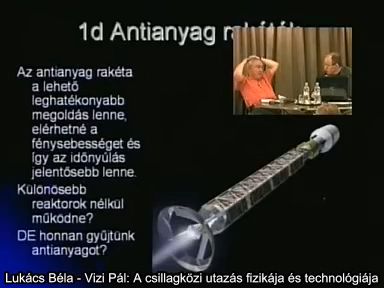 1d Antianyag
Az antianyag rakéta
a lehető
leghatékonyabb
megoldás lenne,
elérhetné a
fénysebességet és
így az időnyúlás
jelentősebb lenne.
Különösebb
reaktorok nélkül
működne?
DE honnan gyűjtünk
antianyagot?
Lukács Béla - Vizi Pál: A csillagközi utazás fizikája és technológiája